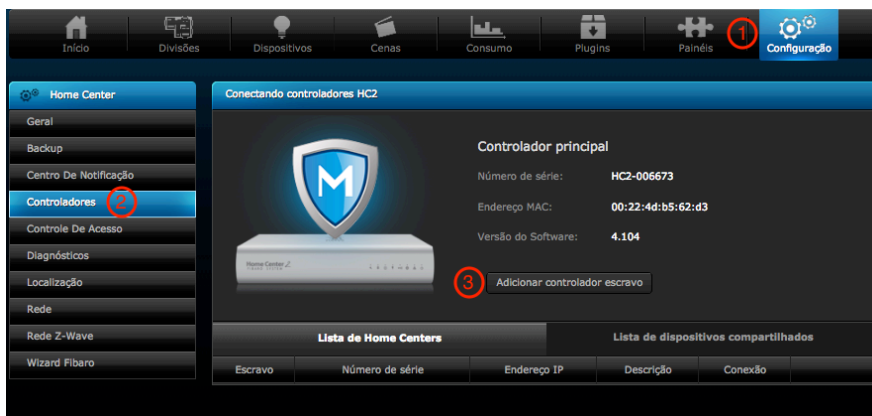 Início
Divisões
Dispositivos
Cenas
Consumo
Plugins
Painéis
1
Configuração
Home Center
Geral
Backup
Centro De Notificação
Controladores 2
Controle De Acesso
Diagnósticos
Localização
Rede
Rede Z-Wave
Wizard Fibaro
Conectando controladores HC2
M
Home Center 2
Controlador principal
Número de série: HC2-006673
Endereço MAC: 00:22:4d:b5:62:d3
Versão do Software: 4.104
3 Adicionar controlador escravo
Lista de Home Centers
Lista de dispositivos compartilhados
Escravo Número de série Endereço IP Descrição Conexão